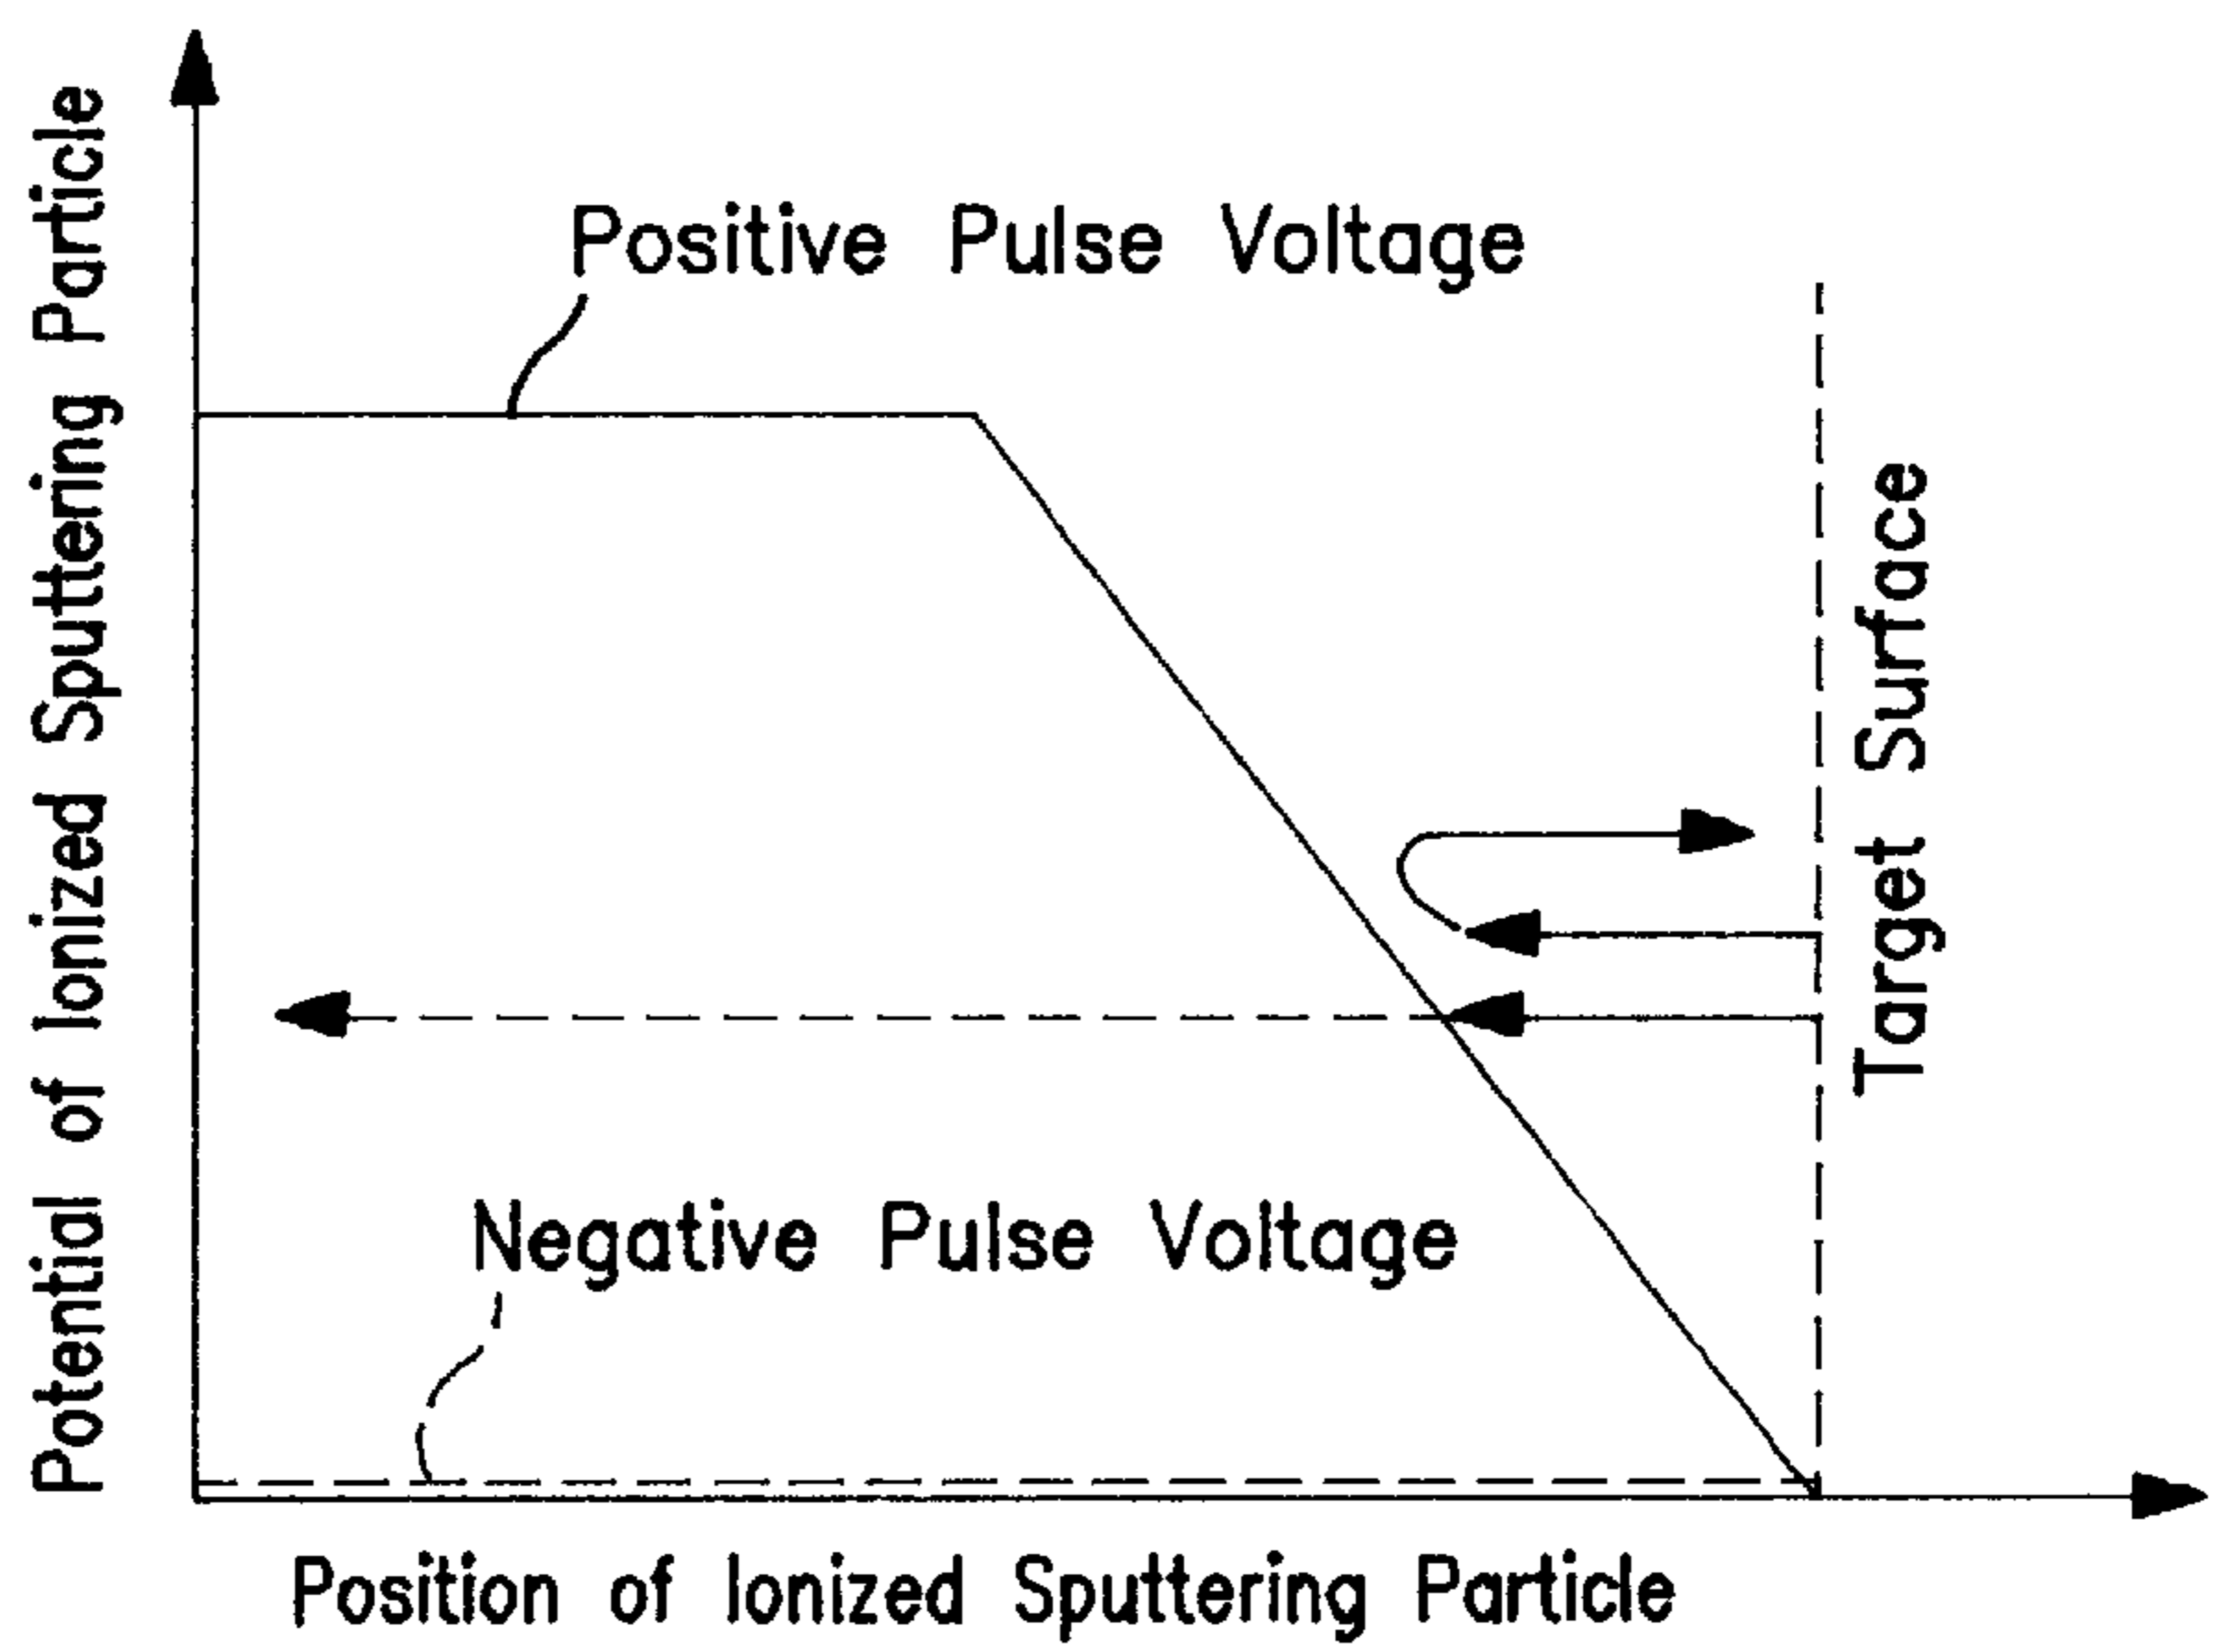 Potential of Ionized Sputtering Particle
Positive Pulse Voltage
Target Surface
Negative Pulse Voltage
Position of Ionized Sputtering Particle